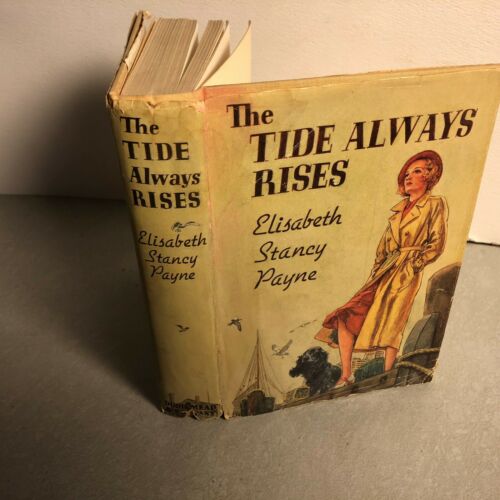 The
TIDE
Always
RISES
Elisabeth
Stancy
Payne
The
TIDE ALWAYS
RISES
Elisabeth
Stancy
Payne